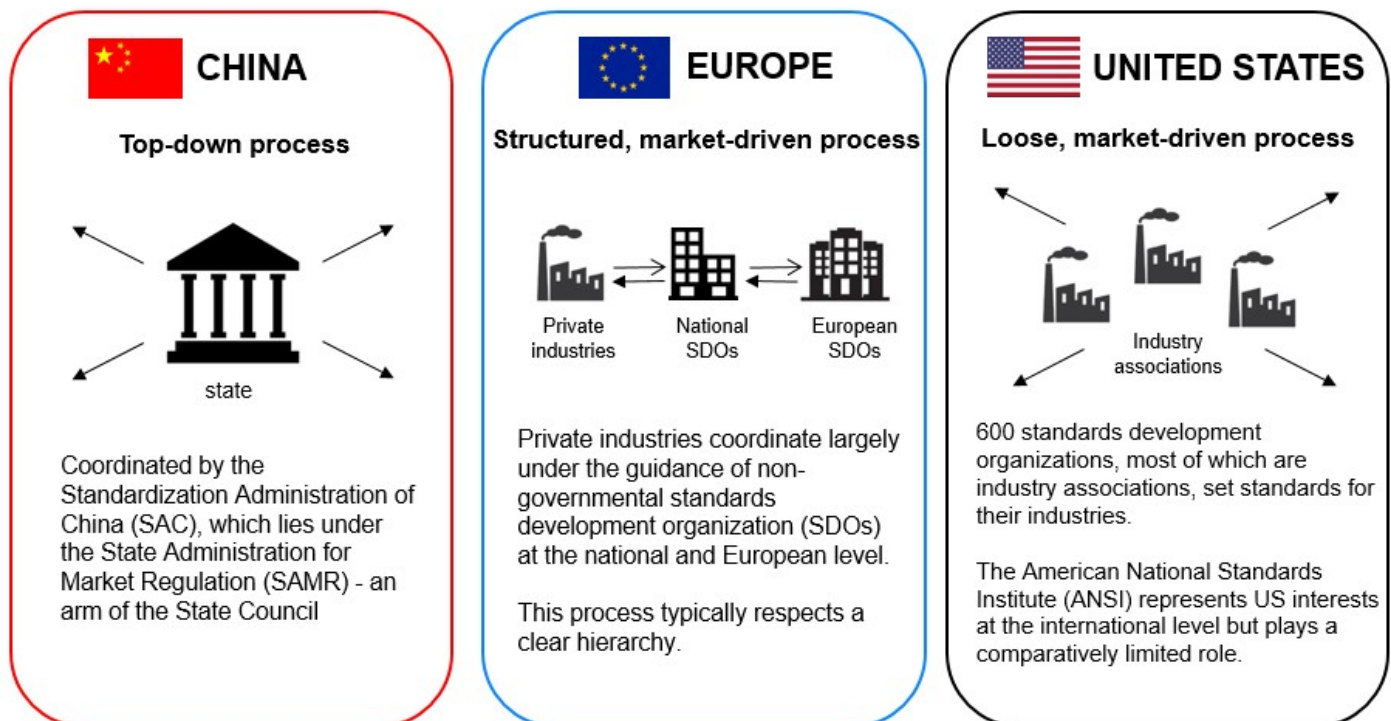 CHINA
Top-down process
state
Coordinated by the
Standardization Administration of
China (SAC), which lies under
the State Administration for
Market Regulation (SAMR) - an
arm of the State Council
EUROPE
Structured, market-driven process
Private
industries
National
SDOs
European
SDOs
Private industries coordinate largely
under the guidance of non-
governmental standards
development organization (SDOs)
at the national and European level.
This process typically respects a
clear hierarchy.
UNITED STATES
Loose, market-driven process
Industry
associations
600 standards development
organizations, most of which are
industry associations, set standards for
their industries.
The American National Standards
Institute (ANSI) represents US interests
at the international level but plays a
comparatively limited role.